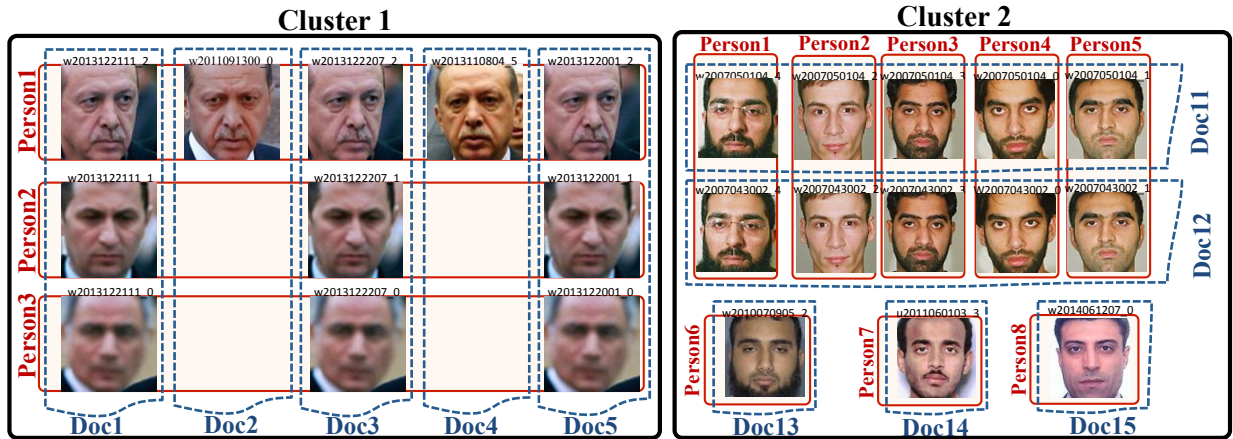 Cluster 1
w2013122111_2 w2011091300_0 w2013122207_2 w2013110804_5 w2013122001_2
Person1
w2013122111_1 w2013122207_1 w2013122001_1
Person2
w2013122111_0 w2013122207_0 w2013122001_0
Person3
Doc1 Doc2 Doc3 Doc4 Doc5
Cluster 2
Person1 Person2 Person3 Person4 Person5
w2007050104_4 w2007050104_2 w2007050104_3 w2007050104_0 w2007050104_1
Doc11
w2007043002_4 w2007043002_2 w2007043002_3 w2007043002_0 w2007043002_1
Doc12
w2010070905_2 u2011060103_3 w2014061207_0
Person6 Person7 Person8
Doc13 Doc14 Doc15